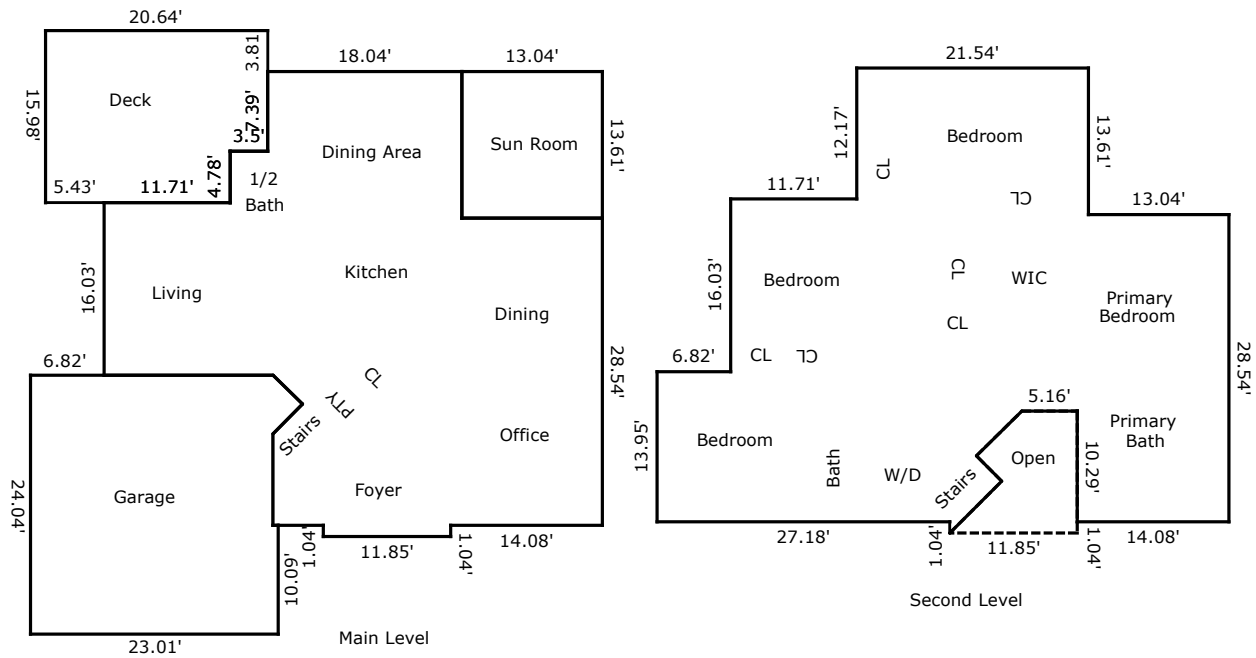 20.64'
3.81
18.04'
13.04'
15.98'
Deck
7.39'
3.5'
4.78'
Dining Area
Sun Room
13.61'
5.43'
11.71'
1/2
Bath
16.03'
Living
Kitchen
Dining
28.54'
6.82'
CL
PTY
Stairs
Office
24.04'
Garage
Foyer
10.09'
1.04'
11.85'
1.04'
14.08'
23.01'
Main Level
21.54'
12.17'
Bedroom
13.61'
CL
11.71'
CL
13.04'
16.03'
Bedroom
CL
WIC
Primary
Bedroom
CL
28.54'
6.82'
CL
CL
5.16'
13.95'
Bedroom
Bath
W/D
Stairs
Open
10.29'
Primary
Bath
27.18'
1.04'
11.85'
1.04'
14.08'
Second Level